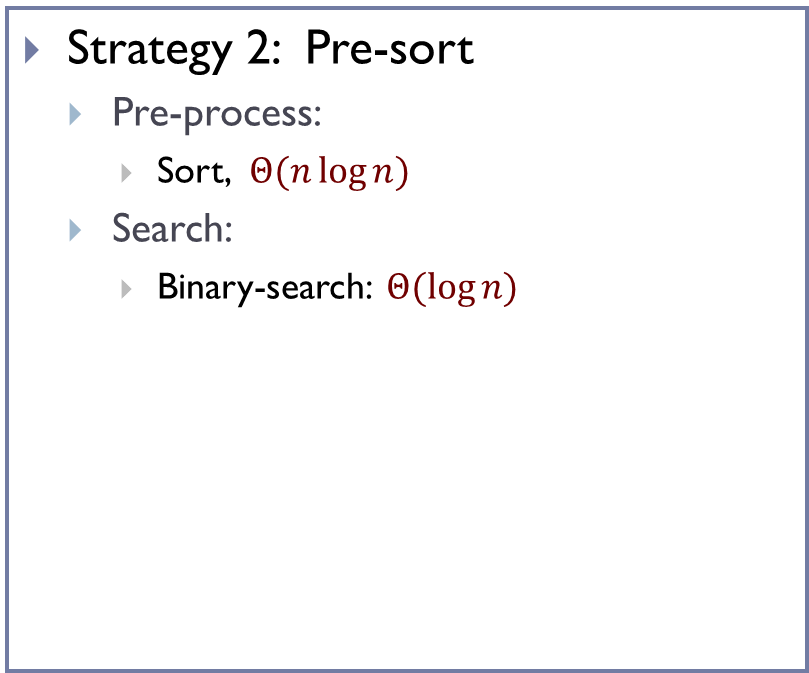 Strategy 2: Pre-sort
Pre-process:
Sort, Θ(n log n)
Search:
Binary-search: Θ(log n)